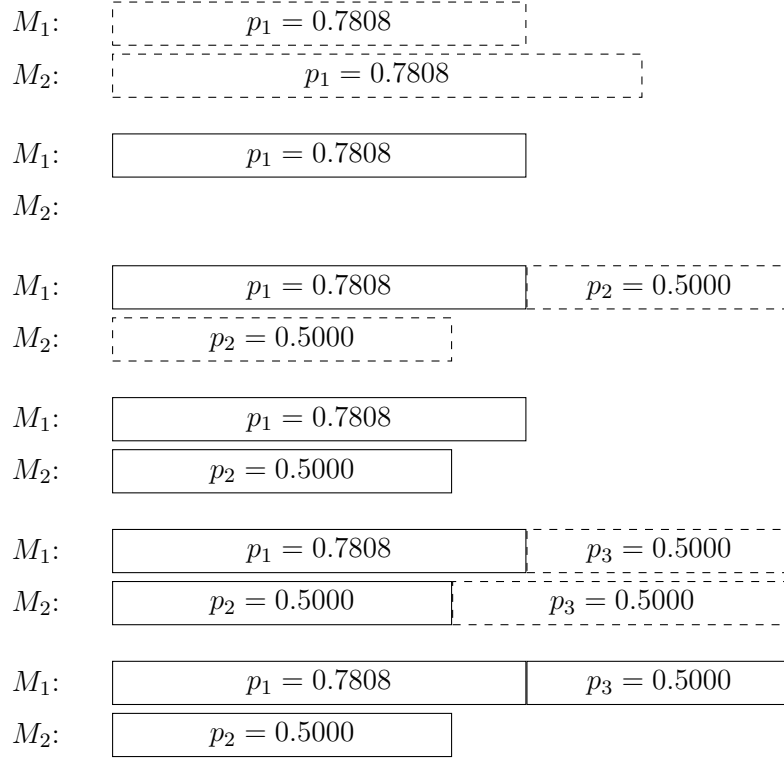 M₁: p₁ = 0.7808
M₂: p₁ = 0.7808
M₁: p₁ = 0.7808
M₂:
M₁: p₁ = 0.7808 p₂ = 0.5000
M₂: p₂ = 0.5000
M₁: p₁ = 0.7808
M₂: p₂ = 0.5000
M₁: p₁ = 0.7808 p₃ = 0.5000
M₂: p₂ = 0.5000 p₃ = 0.5000
M₁: p₁ = 0.7808 p₃ = 0.5000
M₂: p₂ = 0.5000